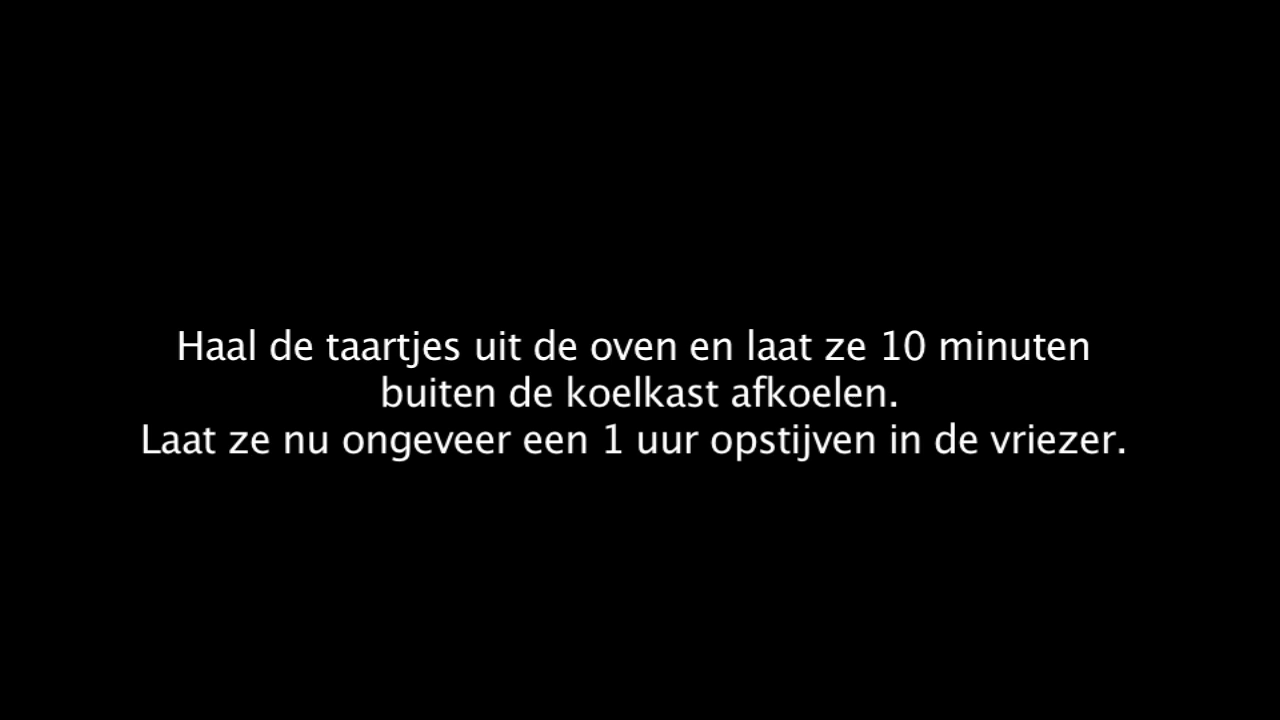 Haal de taartjes uit de oven en laat ze 10 minuten
buiten de koelkast afkoelen.
Laat ze nu ongeveer een 1 uur opstijven in de vriezer.